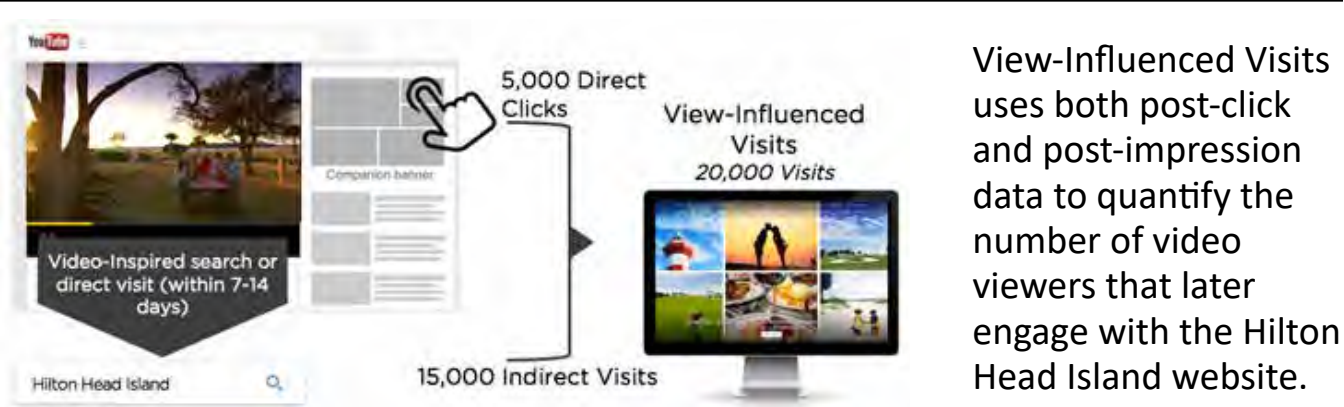 YouTube
5,000 Direct
Clicks
Companion banner
Video-Inspired search or
direct visit (within 7-14
days)
Hilton Head Island
15,000 Indirect Visits
View-Influenced
Visits
20,000 Visits
View-Influenced Visits
uses both post-click
and post-impression
data to quantify the
number of video
viewers that later
engage with the Hilton
Head Island website.